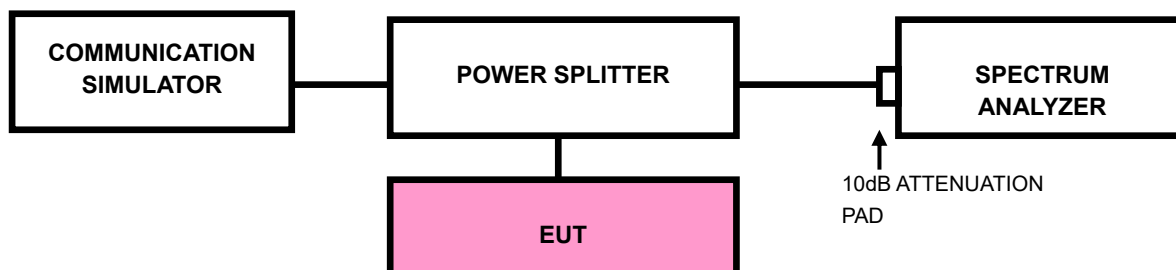 COMMUNICATION
SIMULATOR
POWER SPLITTER
SPECTRUM
ANALYZER
10dB ATTENUATION
PAD
EUT